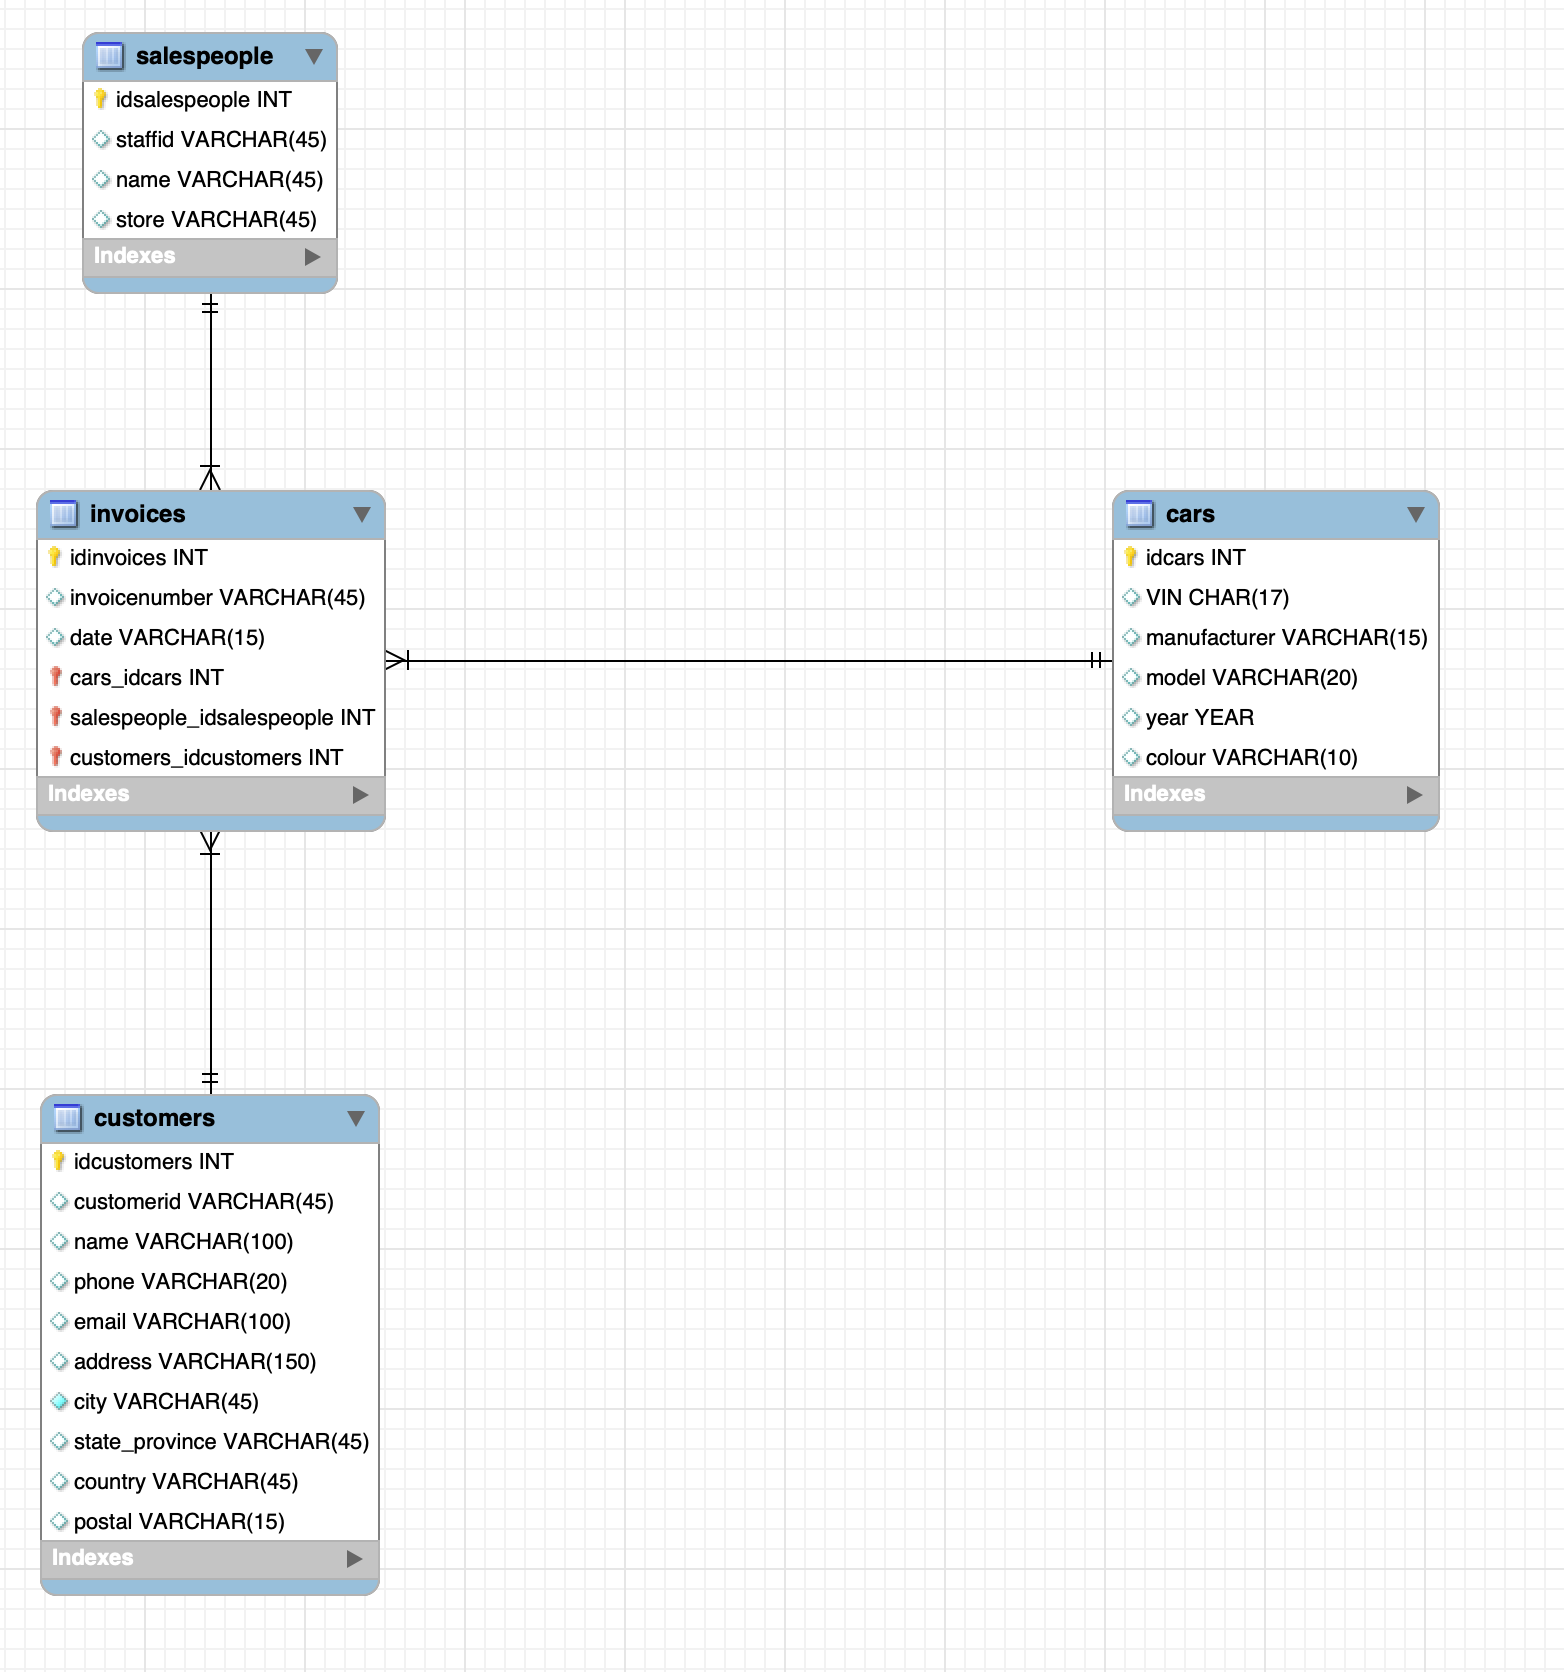 salespeople
idsalespeople INT
staffid VARCHAR(45)
name VARCHAR(45)
store VARCHAR(45)
Indexes
invoices
idinvoices INT
invoicenumber VARCHAR(45)
date VARCHAR(15)
cars_idcars INT
salespeople_idsalespeople INT
customers_idcustomers INT
Indexes
cars
idcars INT
VIN CHAR(17)
manufacturer VARCHAR(15)
model VARCHAR(20)
year YEAR
colour VARCHAR(10)
Indexes
customers
idcustomers INT
customerid VARCHAR(45)
name VARCHAR(100)
phone VARCHAR(20)
email VARCHAR(100)
address VARCHAR(150)
city VARCHAR(45)
state_province VARCHAR(45)
country VARCHAR(45)
postal VARCHAR(15)
Indexes